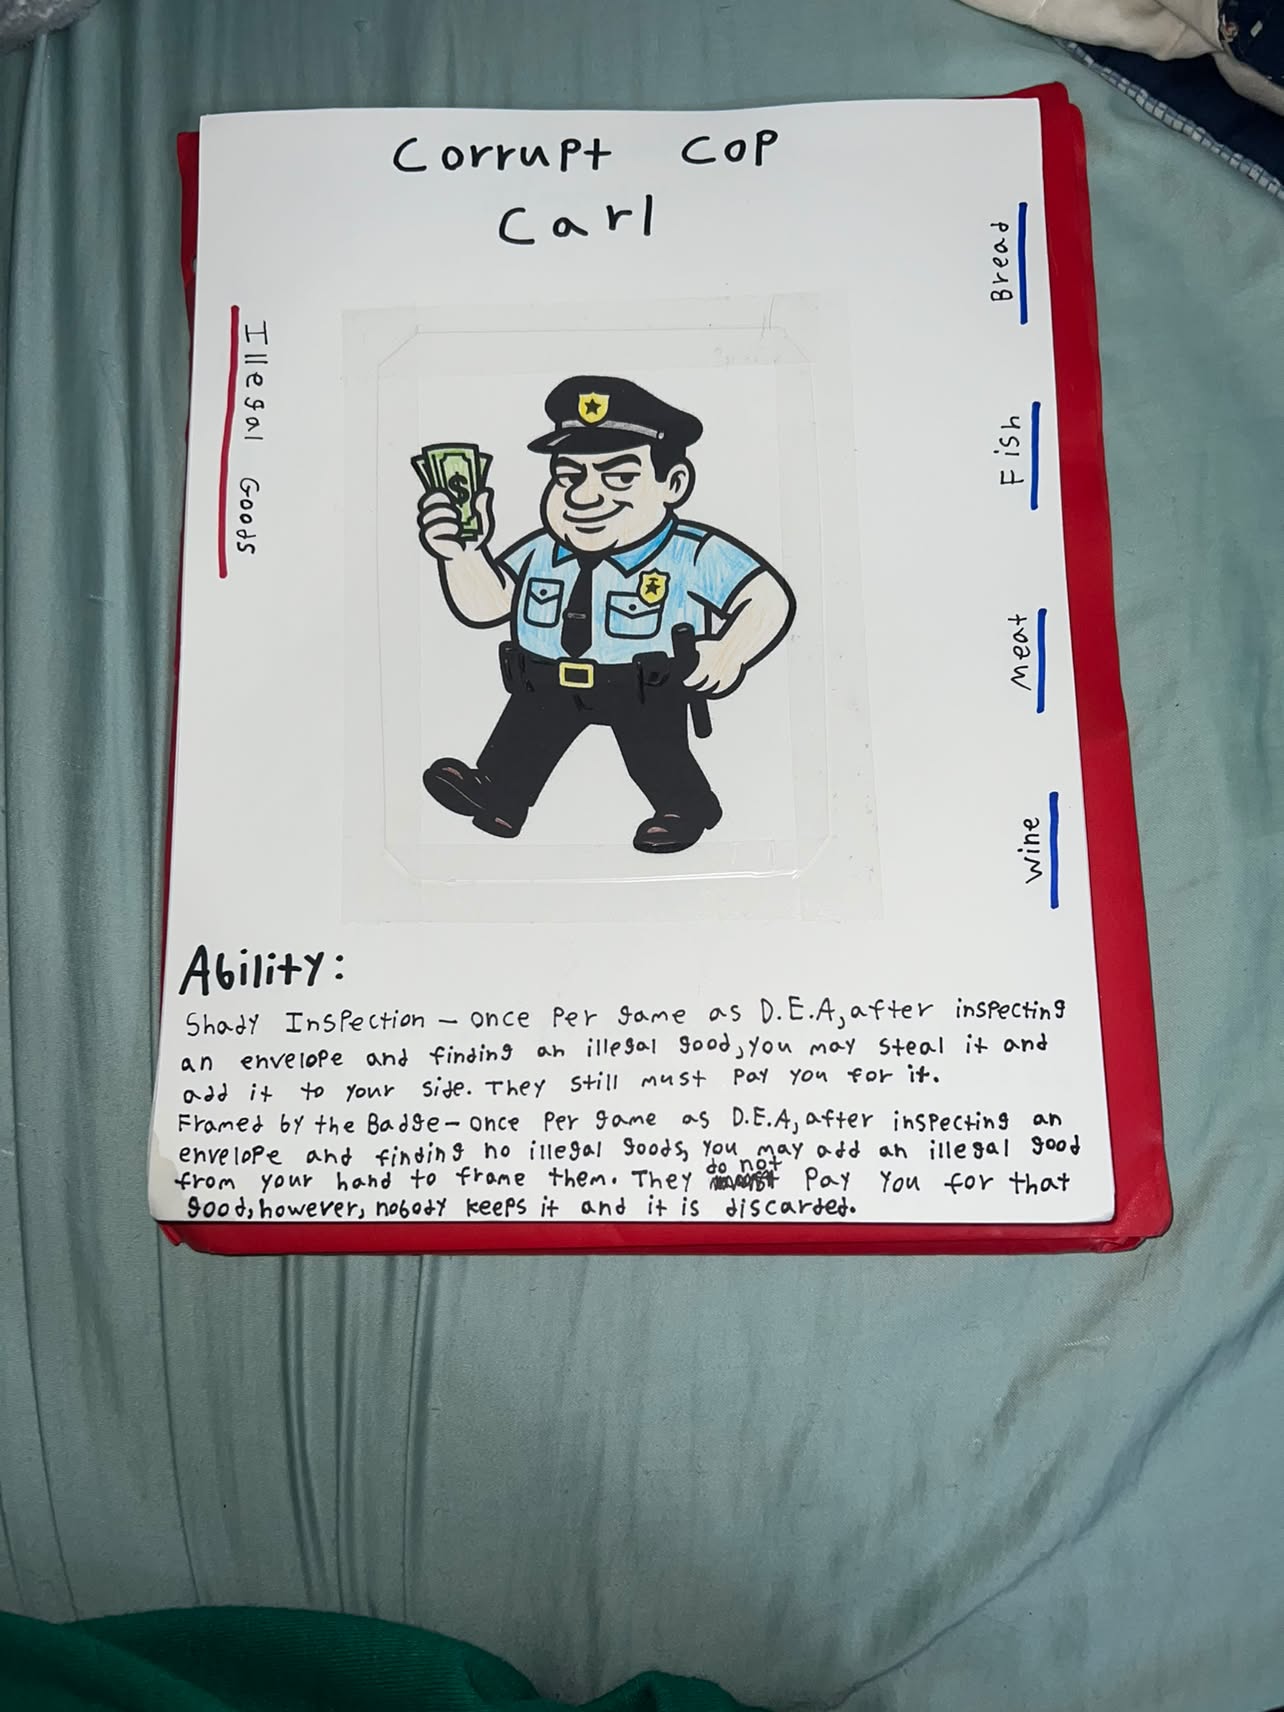 Corrupt Cop
Carl
Illegal Goods
Bread
Fish
Meat
Wine
$
Ability:
Shady Inspection - once per game as D.E.A, after inspecting
an envelope and finding an illegal good, you may steal it and
add it to your side. They still must pay you for it.
Framed by the Badge - once per game as D.E.A, after inspecting an
envelope and finding no illegal goods, you may add an illegal good
from your hand to frame them. They do not pay you for that
good, however, nobody keeps it and it is discarded.